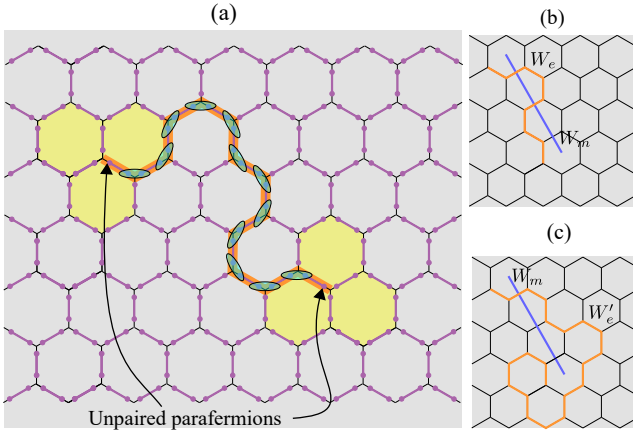 (a)
Unpaired parafermions
(b)
W_e
W_m
(c)
W_m
W'_e